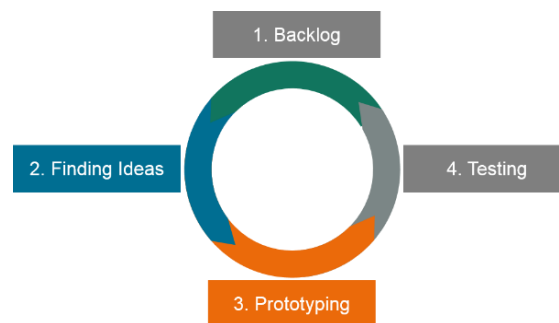 1. Backlog
2. Finding Ideas
4. Testing
3. Prototyping